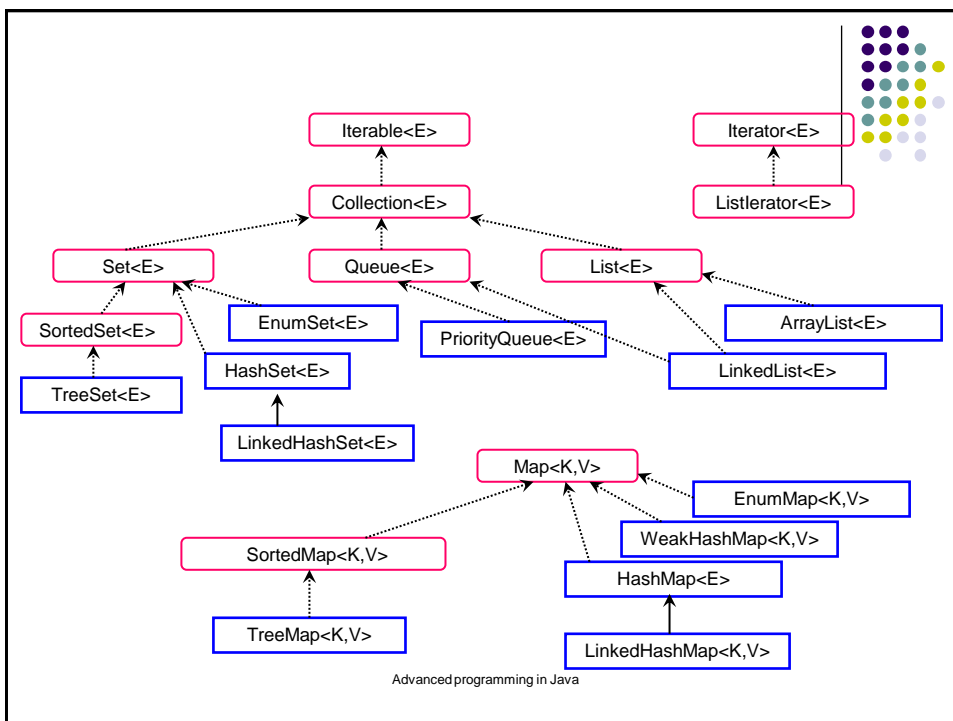 Iterable<E>
Iterator<E>
Collection<E>
ListIerator<E>
Set<E>
Queue<E>
List<E>
SortedSet<E>
EnumSet<E>
PriorityQueue<E>
ArrayList<E>
TreeSet<E>
HashSet<E>
LinkedList<E>
LinkedHashSet<E>
Map<K,V>
EnumMap<K,V>
SortedMap<K,V>
WeakHashMap<K,V>
HashMap<E>
TreeMap<K,V>
LinkedHashMap<K,V>
Advanced programming in Java